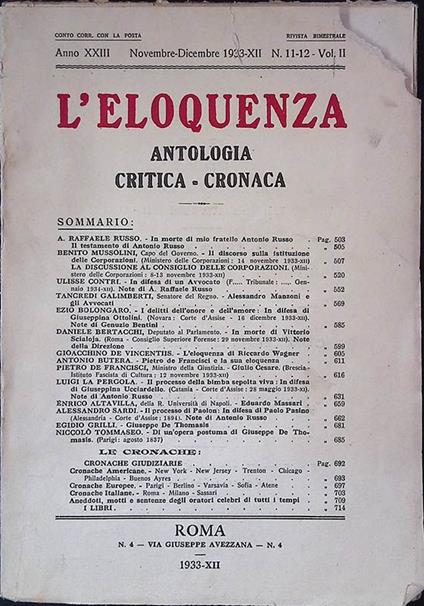 CONTO CORR. CON LA POSTA RIVISTA BIMESTRALE
Anno XXIII Novembre-Dicembre 1933-XII N. 11-12 - Vol. II
L'ELOQUENZA
ANTOLOGIA
CRITICA - CRONACA
SOMMARIO:
A. RAFFAELE RUSSO. - In morte di mio fratello Antonio Russo . Pag. 503
Il testamento di Antonio Russo . . . . . . . „ 505
BENITO MUSSOLINI, Capo del Governo. - Il discorso sulla istituzione
delle Corporazioni. (Ministero delle Corporazioni : 14 novembre 1933-XII) „ 507
LA DISCUSSIONE AL CONSIGLIO DELLE CORPORAZIONI. (Mini-
stero delle Corporazioni : 8-13 novembre 1933-XII) . . . . „ 520
ULISSE CONTRI. - In difesa di un Avvocato (F..... Tribunale : ..... Gen-
naio 1934-XII). Note di A. Raffaele Russo . . . . . „ 552
TANCREDI GALIMBERTI, Senatore del Regno. - Alessandro Manzoni e
gli Avvocati . . . . . . . . . . „ 569
EZIO BOLONGARO. - I delitti dell'onore e dell'amore : In difesa di
Giuseppina Ottolini. (Novara : Corte d'Assise - 16 dicembre 1933-XII).
Note di Genuzio Bentini . . . . . . . . „ 585
DANIELE BERTACCHI, Deputato al Parlamento. - In morte di Vittorio
Scialoja. (Roma - Consiglio Superiore Forense : 29 novembre 1933-XII). Note
della Direzione . . . . . . . . . . „ 599
GIOACCHINO DE VINCENTIIS. - L'eloquenza di Riccardo Wagner . „ 605
ANTONIO BUTERA. - Pietro de Francisci e la sua eloquenza . . „ 611
PIETRO DE FRANCISCI, Ministro della Giustizia. - Giulio Cesare. (Brescia :
Istituto Fascista di Cultura : 12 novembre 1933-XII) . . . . „ 616
LUIGI LA PERGOLA. - Il processo della bimba sepolta viva : In difesa
di Giuseppina Ucciardello. (Catania - Corte d'Assise : 28 maggio 1933-XI).
Note di Antonio Russo . . . . . . . . „ 631
ENRICO ALTAVILLA, della R. Università di Napoli. - Eduardo Massari . „ 659
ALESSANDRO SARDI. - Il processo di Paolon : In difesa di Paolo Pasino
(Alessandria - Corte d'Assise : 1894). Note di Antonio Russo . . „ 662
EGIDIO GRILLI. - Giuseppe De Thomasis . . . . . „ 681
NICCOLÒ TOMMASEO. - Di un'opera postuma di Giuseppe De Tho-
masis. (Parigi : agosto 1837) . . . . . . . „ 685
LE CRONACHE:
CRONACHE GIUDIZIARIE . . . . . . . . Pag. 692
Cronache Americane. - New York - New Jersey - Trenton - Chicago -
Philadelphia - Buenos Ayres . . . . . . . „ 693
Cronache Europee. - Parigi - Berlino - Varsavia - Sofia - Atene . „ 697
Cronache Italiane. - Roma - Milano - Sassari . . . . „ 703
Aneddoti, motti e sentenze degli oratori celebri di tutti i tempi . „ 709
I LIBRI. . . . . . . . . . . „ 714
ROMA
N. 4 — VIA GIUSEPPE AVEZZANA — N. 4
1933-XII